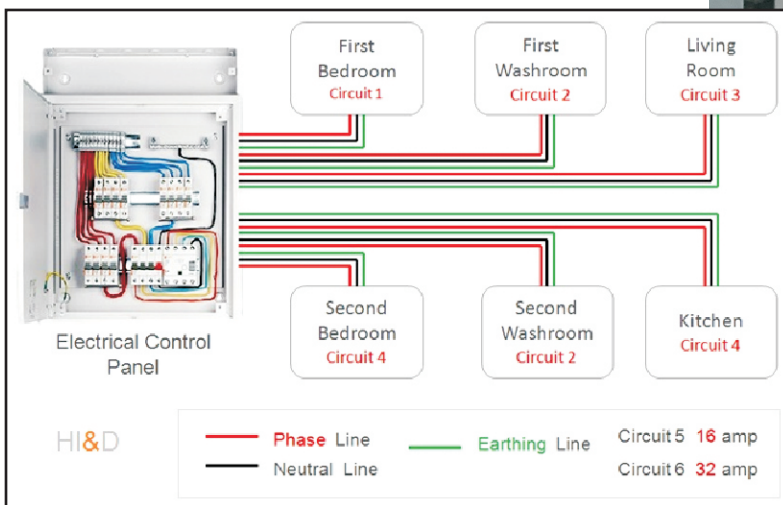 First
Bedroom
Circuit 1
First
Washroom
Circuit 2
Living
Room
Circuit 3
Electrical Control
Panel
Second
Bedroom
Circuit 4
Second
Washroom
Circuit 2
Kitchen
Circuit 4
HI&D
Phase Line
Neutral Line
Earthing Line
Circuit 5 16 amp
Circuit 6 32 amp